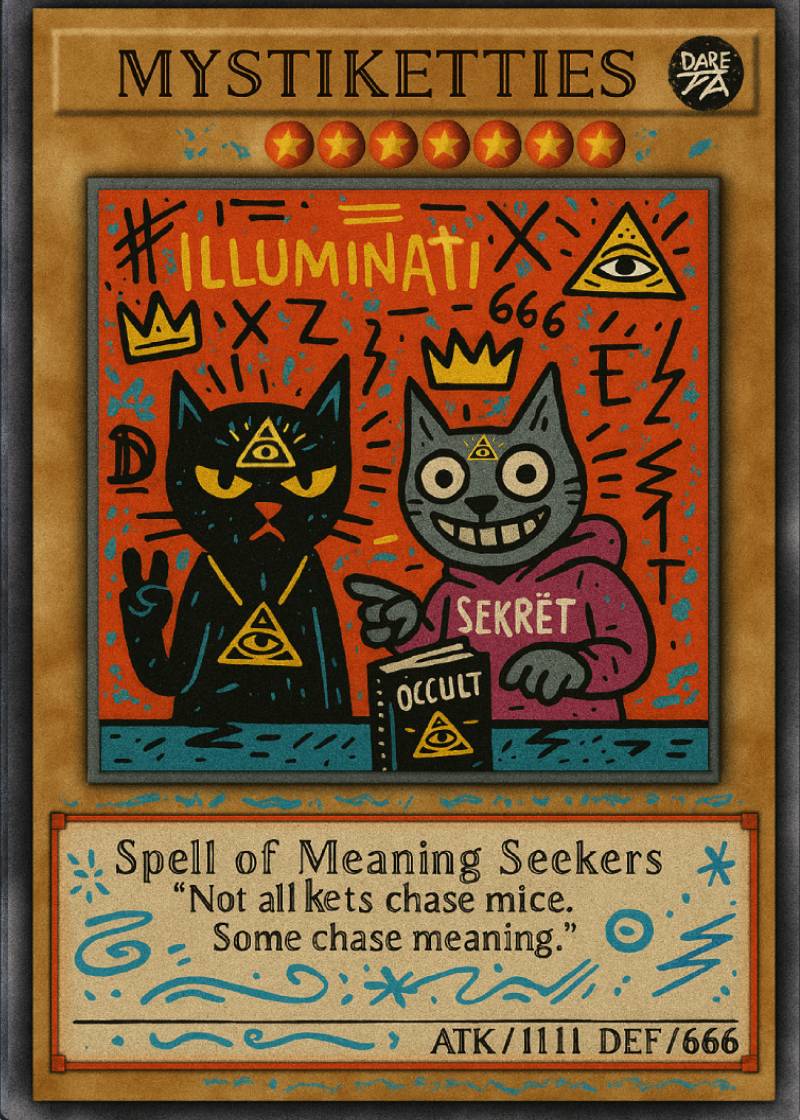 MYSTIKETTIES
DARE
TA
#ILLUMINATI X
666
X Z
E
D
SEKRËT
T
OCCULT
Spell of Meaning Seekers
“Not all kets chase mice.
Some chase meaning.”
ATK/1111 DEF/666